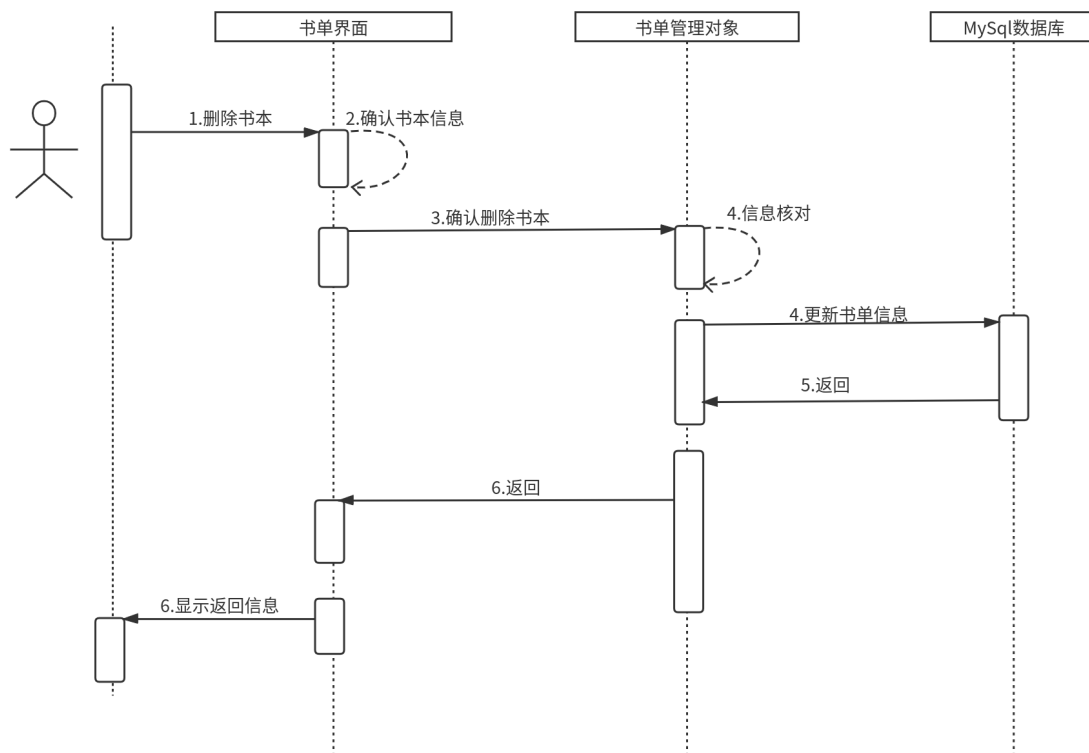 书单界面
书单管理对象
MySql数据库
1.删除书本
2.确认书本信息
3.确认删除书本
4.信息核对
4.更新书单信息
5.返回
6.返回
6.显示返回信息